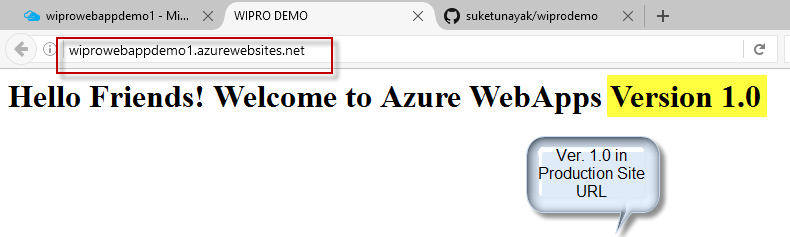 wiprowebappdemo1 - Mi... WIPRO DEMO suketunayak/wiprodemo
wiprowebappdemo1.azurewebsites.net
Hello Friends! Welcome to Azure WebApps Version 1.0
Ver. 1.0 in
Production Site
URL